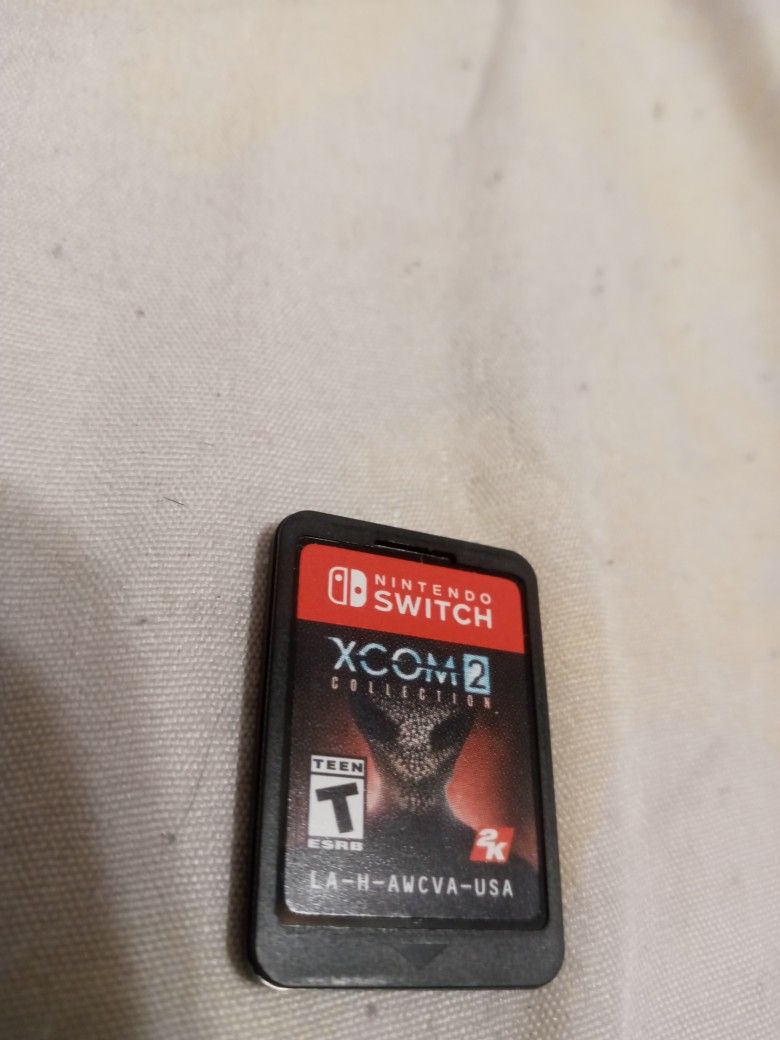 NINTENDO
SWITCH
XCOM 2
COLLECTION
TEEN
T
ESRB
2K
LA-H-AWCVA-USA